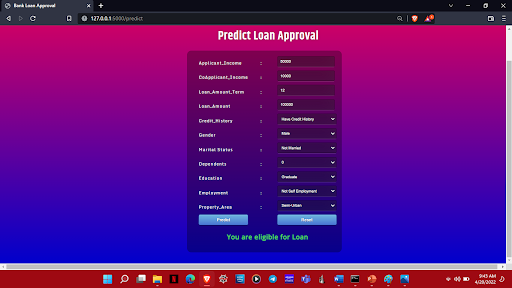 Bank Loan Approval
127.0.0.1:5000/predict
Predict Loan Approval
Applicant_Income :
CoApplicant_Income : 10000
Loan_Amount_Term : 12
Loan_Amount : 100000
Credit_History : Have Credit History
Gender : Male
Marital Status : Not Married
Dependents : 0
Education : Graduate
Employment : Not Self Employment
Property_Area : Semi-Urban
Predict Reset
You are eligible for Loan
9:43 AM
4/20/2022